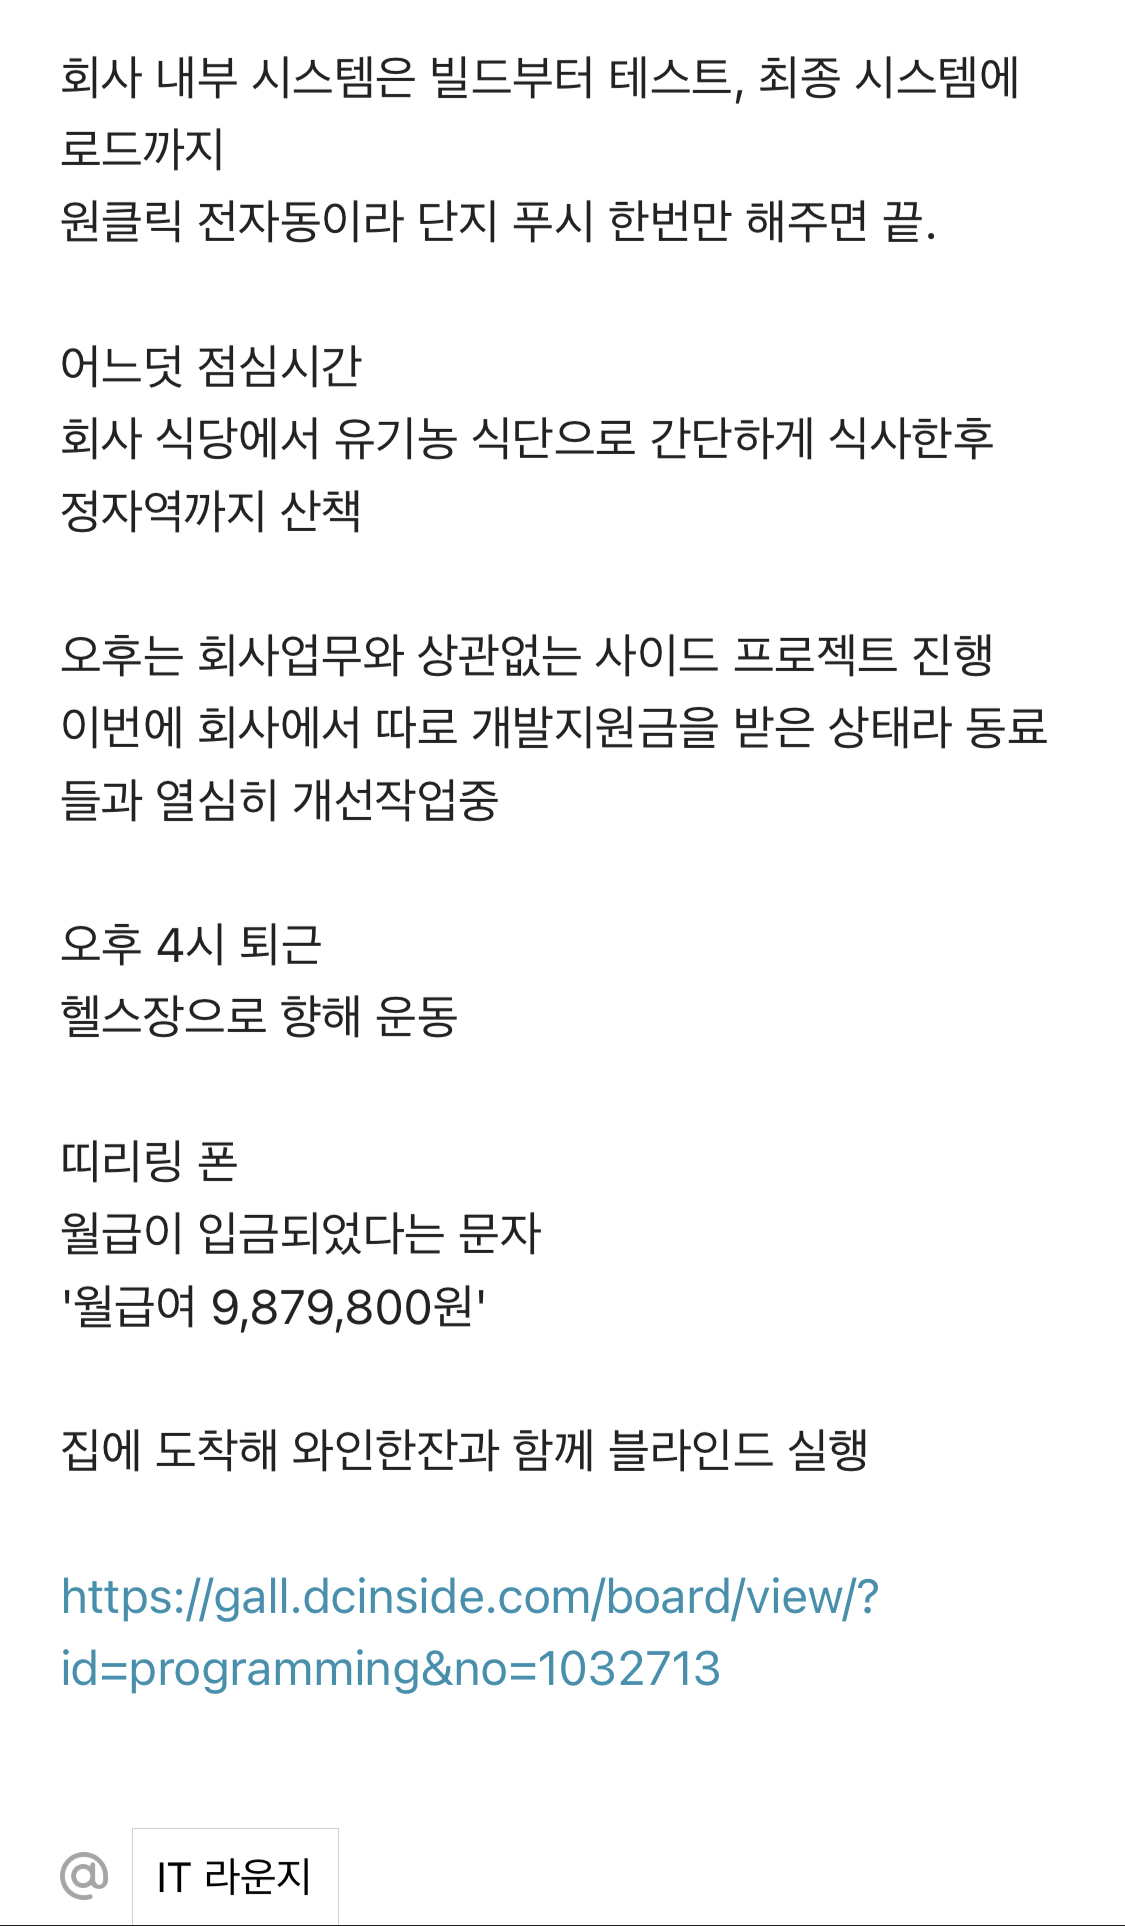 회사 내부 시스템은 빌드부터 테스트, 최종 시스템에
로드까지
원클릭 전자동이라 단지 푸시 한번만 해주면 끝.
어느덧 점심시간
회사 식당에서 유기농 식단으로 간단하게 식사한후
정자역까지 산책
오후는 회사업무와 상관없는 사이드 프로젝트 진행
이번에 회사에서 따로 개발지원금을 받은 상태라 동료
들과 열심히 개선작업중
오후 4시 퇴근
헬스장으로 향해 운동
띠리링 폰
월급이 입금되었다는 문자
'월급여 9,879,800원'
집에 도착해 와인한잔과 함께 블라인드 실행
https://gall.dcinside.com/board/view/?
id=programming&no=1032713
@ IT 라운지